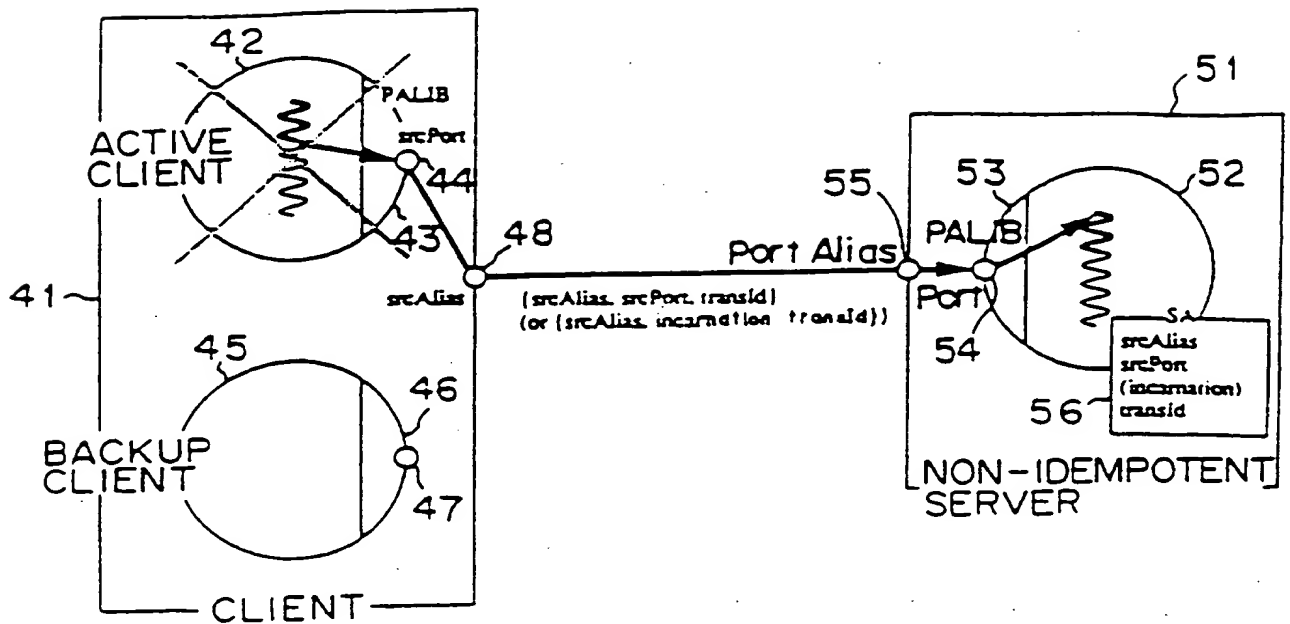 42
PALIB
srcPort
ACTIVE
CLIENT
44
43
48
srcAlias
41
45
46
47
BACKUP
CLIENT
CLIENT
Port Alias
(srcAlias, srcPort, transid)
(or (srcAlias, incarnation transId))
51
52
53
55
PALIB
Port
54
56
srcAlias
srcPort
(incarnation)
transid
NON-IDEMPOTENT
SERVER